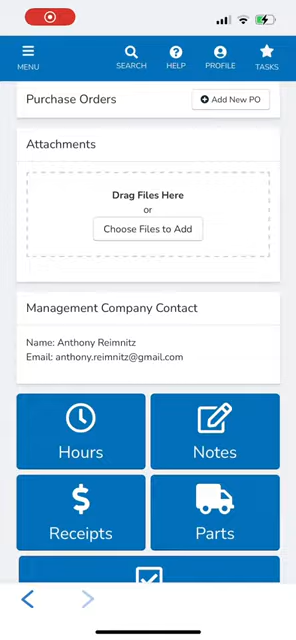 MENU
SEARCH
HELP
PROFILE
TASKS
Purchase Orders
Add New PO
Attachments
Drag Files Here
or
Choose Files to Add
Management Company Contact
Name: Anthony Reimnitz
Email: anthony.reimnitz@gmail.com
Hours
Notes
Receipts
Parts